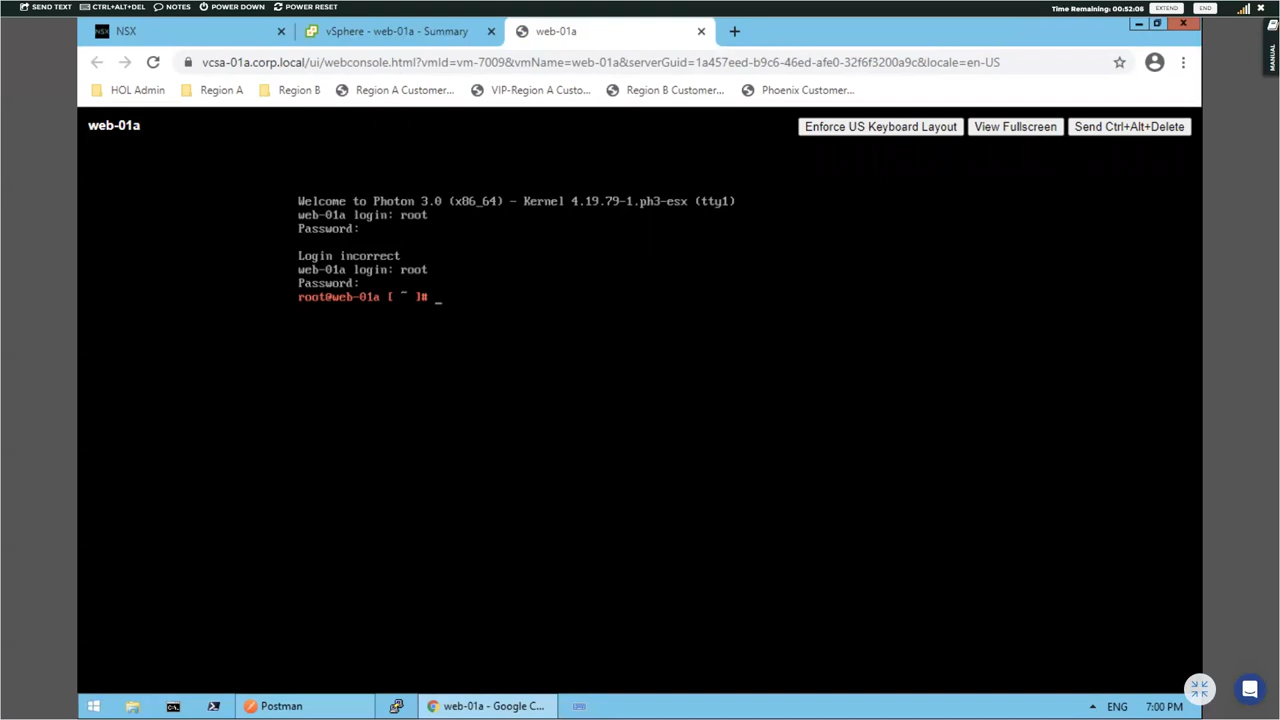 SEND TEXT CTRL+ALT+DEL NOTES POWER DOWN POWER RESET Time Remaining: 00:52:06 EXTEND END
MANUAL
NSX NSX vSphere - web-01a - Summary web-01a
vcsa-01a.corp.local/ui/webconsole.html?vmId=vm-7009&vmName=web-01a&serverGuid=1a457eed-b9c6-46ed-afe0-32f6f3200a9c&locale=en-US
HOL Admin Region A Region B Region A Customer... VIP-Region A Custo... Region B Customer... Phoenix Customer...
web-01a Enforce US Keyboard Layout View Fullscreen Send Ctrl+Alt+Delete
Welcome to Photon 3.0 (x86_64) - Kernel 4.19.79-1.ph3-esx (tty1)
web-01a login: root
Password:
Login incorrect
web-01a login: root
Password:
root@web-01a [ ~ ]# _
Postman web-01a - Google C... ENG 7:00 PM